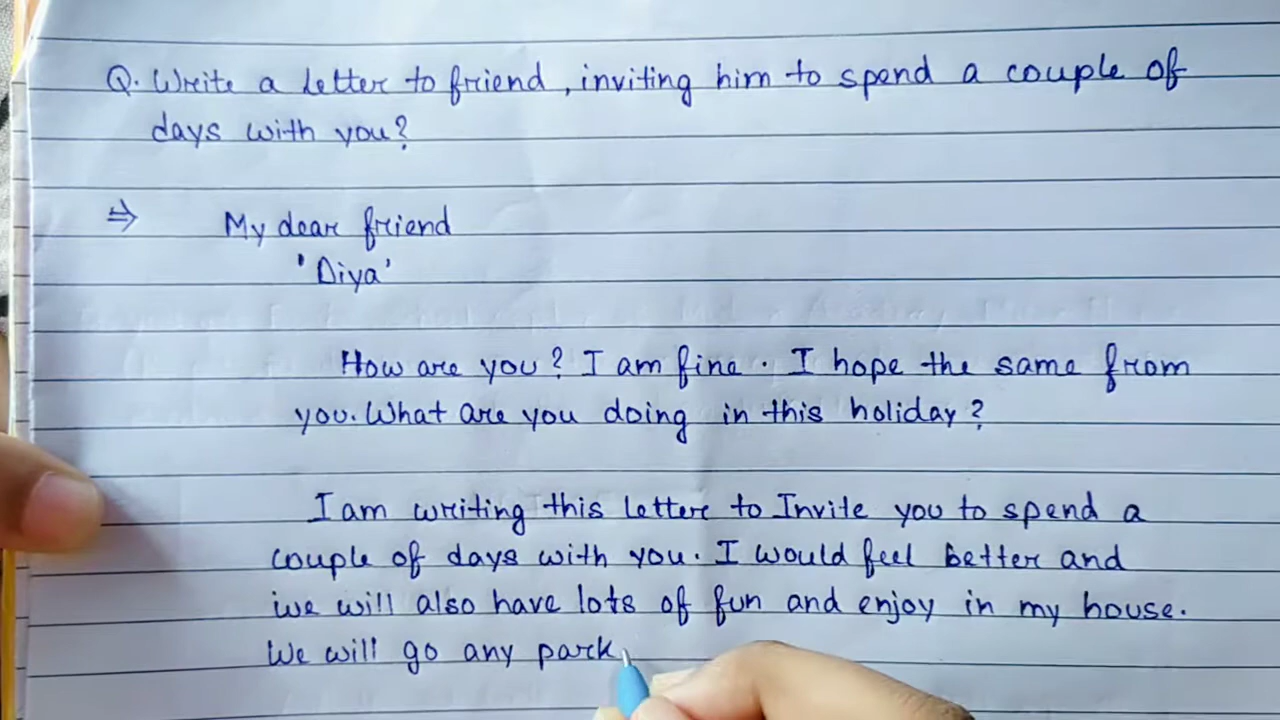 Q. Write a letter to friend, inviting him to spend a couple of
days with you?
⇒ My dear friend
'Diya'
How are you? I am fine. I hope the same from
you. What are you doing in this holiday?
I am writing this letter to Invite you to spend a
couple of days with you. I would feel better and
we will also have lots of fun and enjoy in my house.
We will go any park